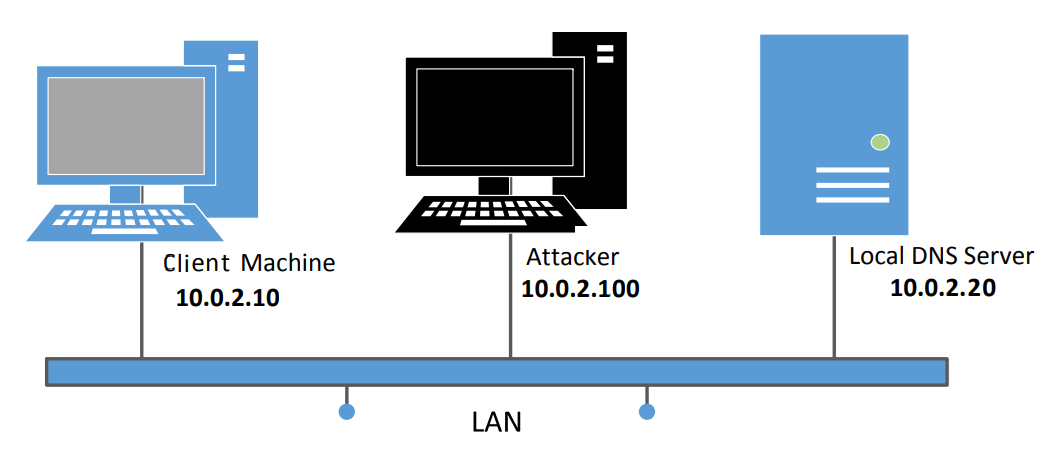 Client Machine
10.0.2.10
Attacker
10.0.2.100
Local DNS Server
10.0.2.20
LAN